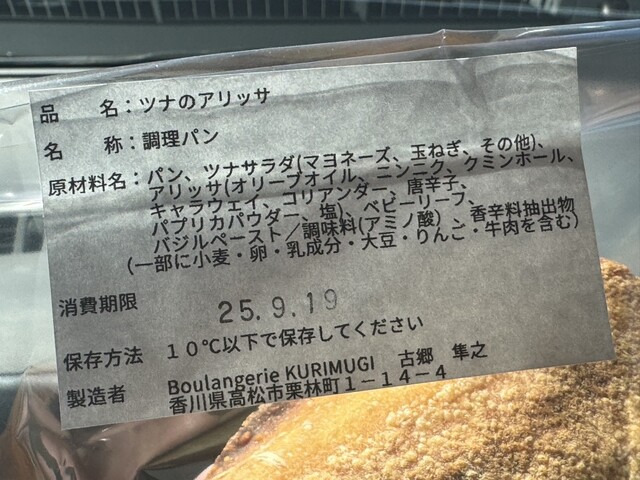 品　名：ツナのアリッサ
名　称：調理パン
原材料名：パン、ツナサラダ(マヨネーズ、玉ねぎ、その他)、
アリッサ(オリーブオイル、ニンニク、クミンホール、
キャラウェイ、コリアンダー、唐辛子、
パプリカパウダー、塩)、ベビーリーフ、
バジルペースト／調味料(アミノ酸）、香辛料抽出物
(一部に小麦・卵・乳成分・大豆・りんご・牛肉を含む)
消費期限　25.9.19
保存方法　１０℃以下で保存してください
製造者　Boulangerie KURIMUGI　古郷　隼之
香川県高松市栗林町１－１４－４